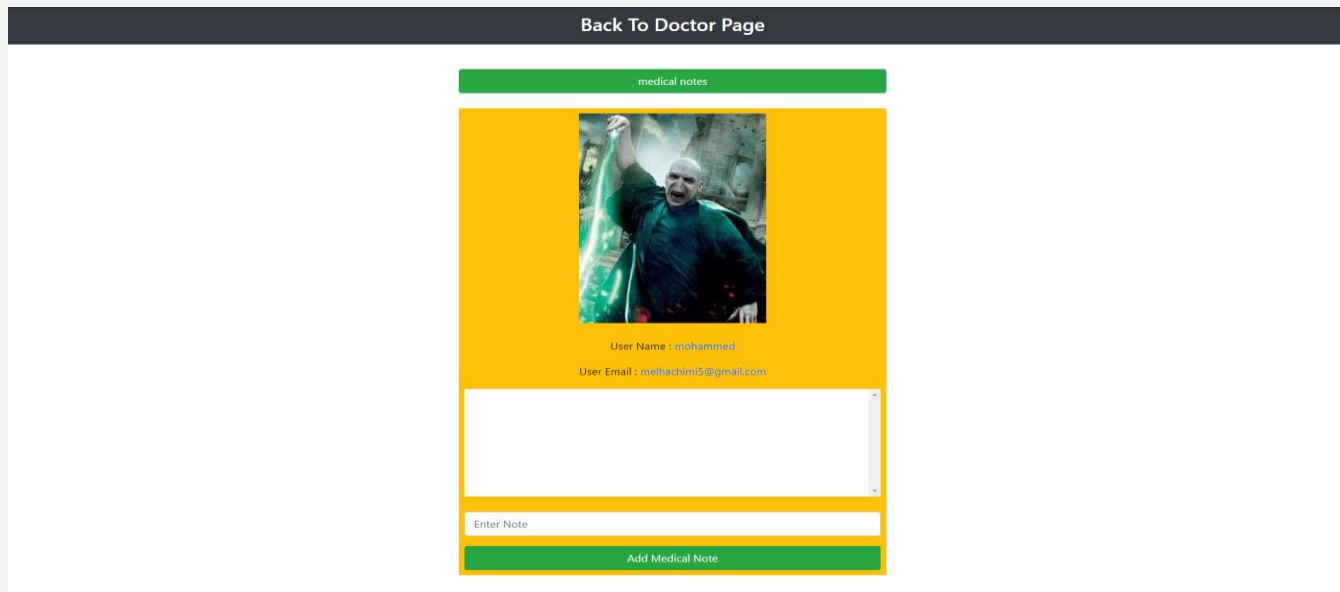 Back To Doctor Page
medical notes
User Name : mohammed
User Email : melhachimi5@gmail.com
Enter Note
Add Medical Note